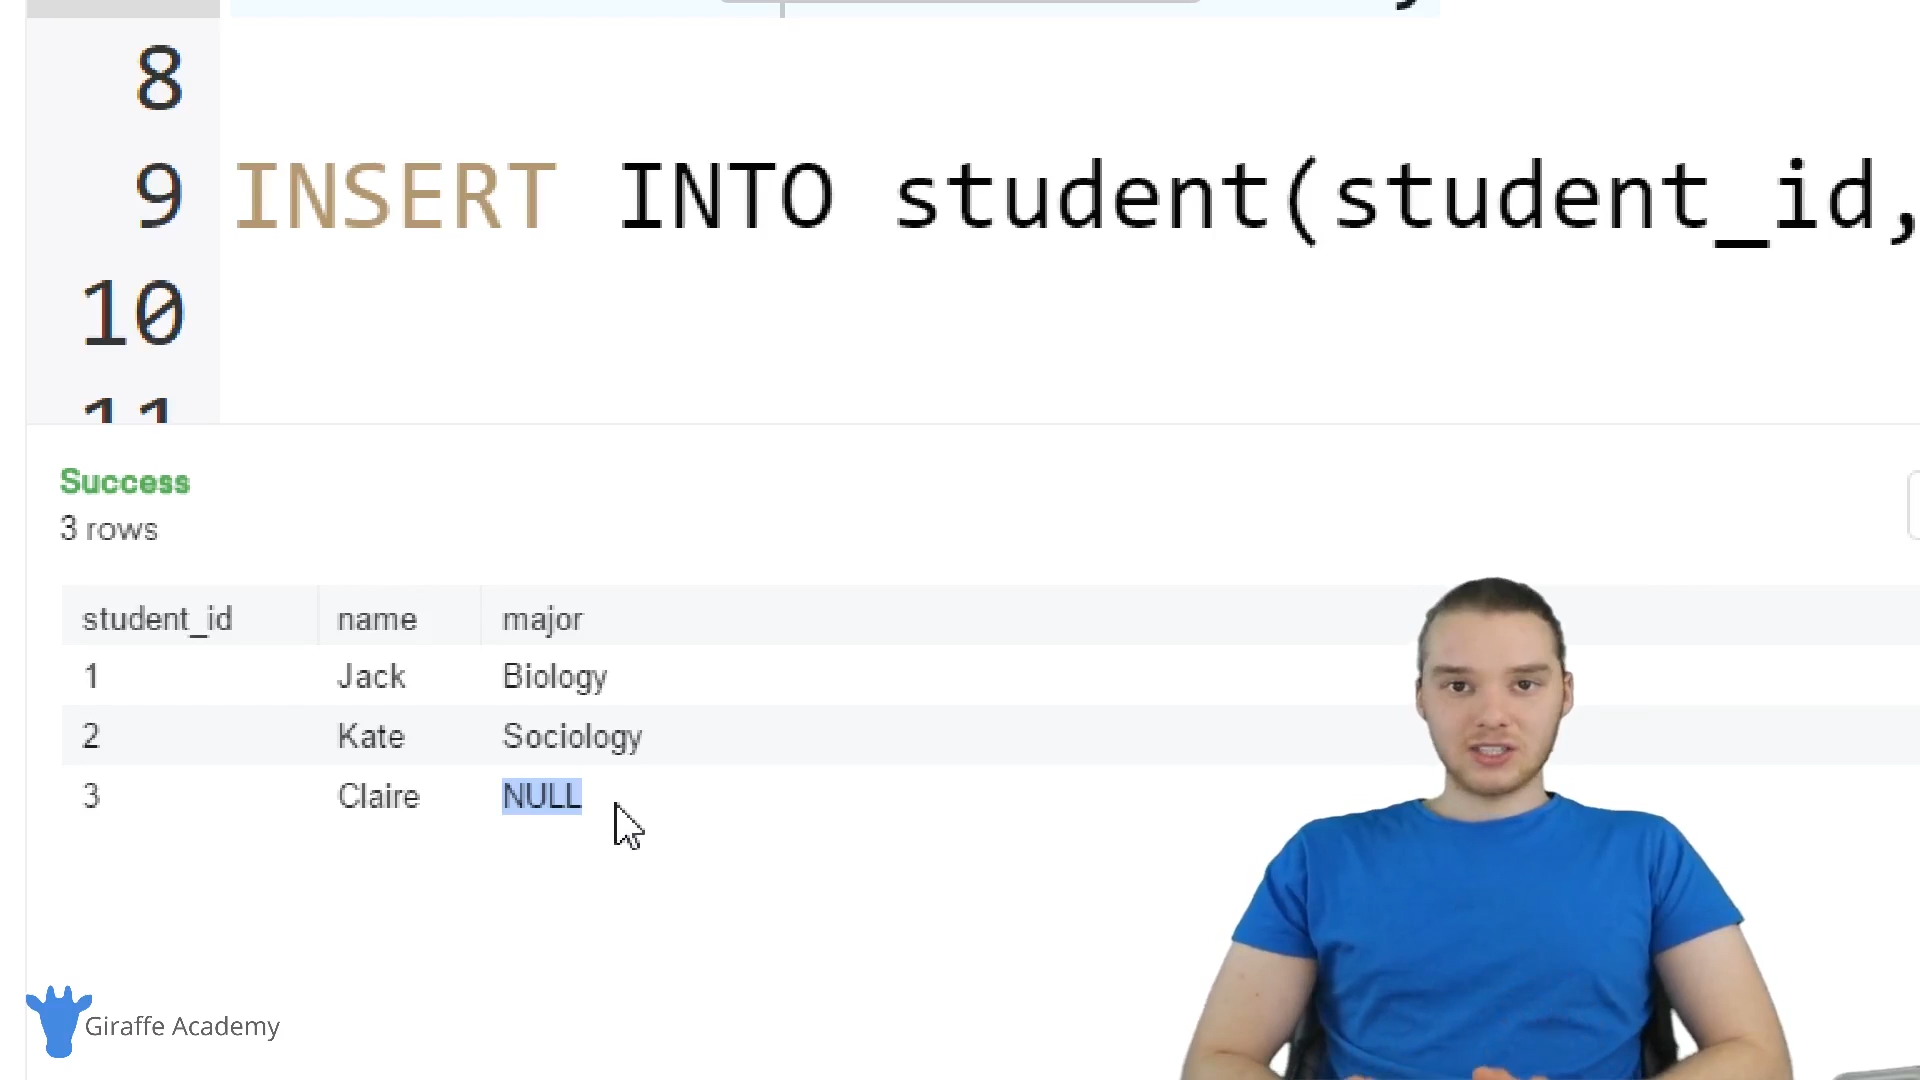 8
9 INSERT INTO student(student_id,
10
11
Success
3 rows
student_id name major
1 Jack Biology
2 Kate Sociology
3 Claire NULL
Giraffe Academy